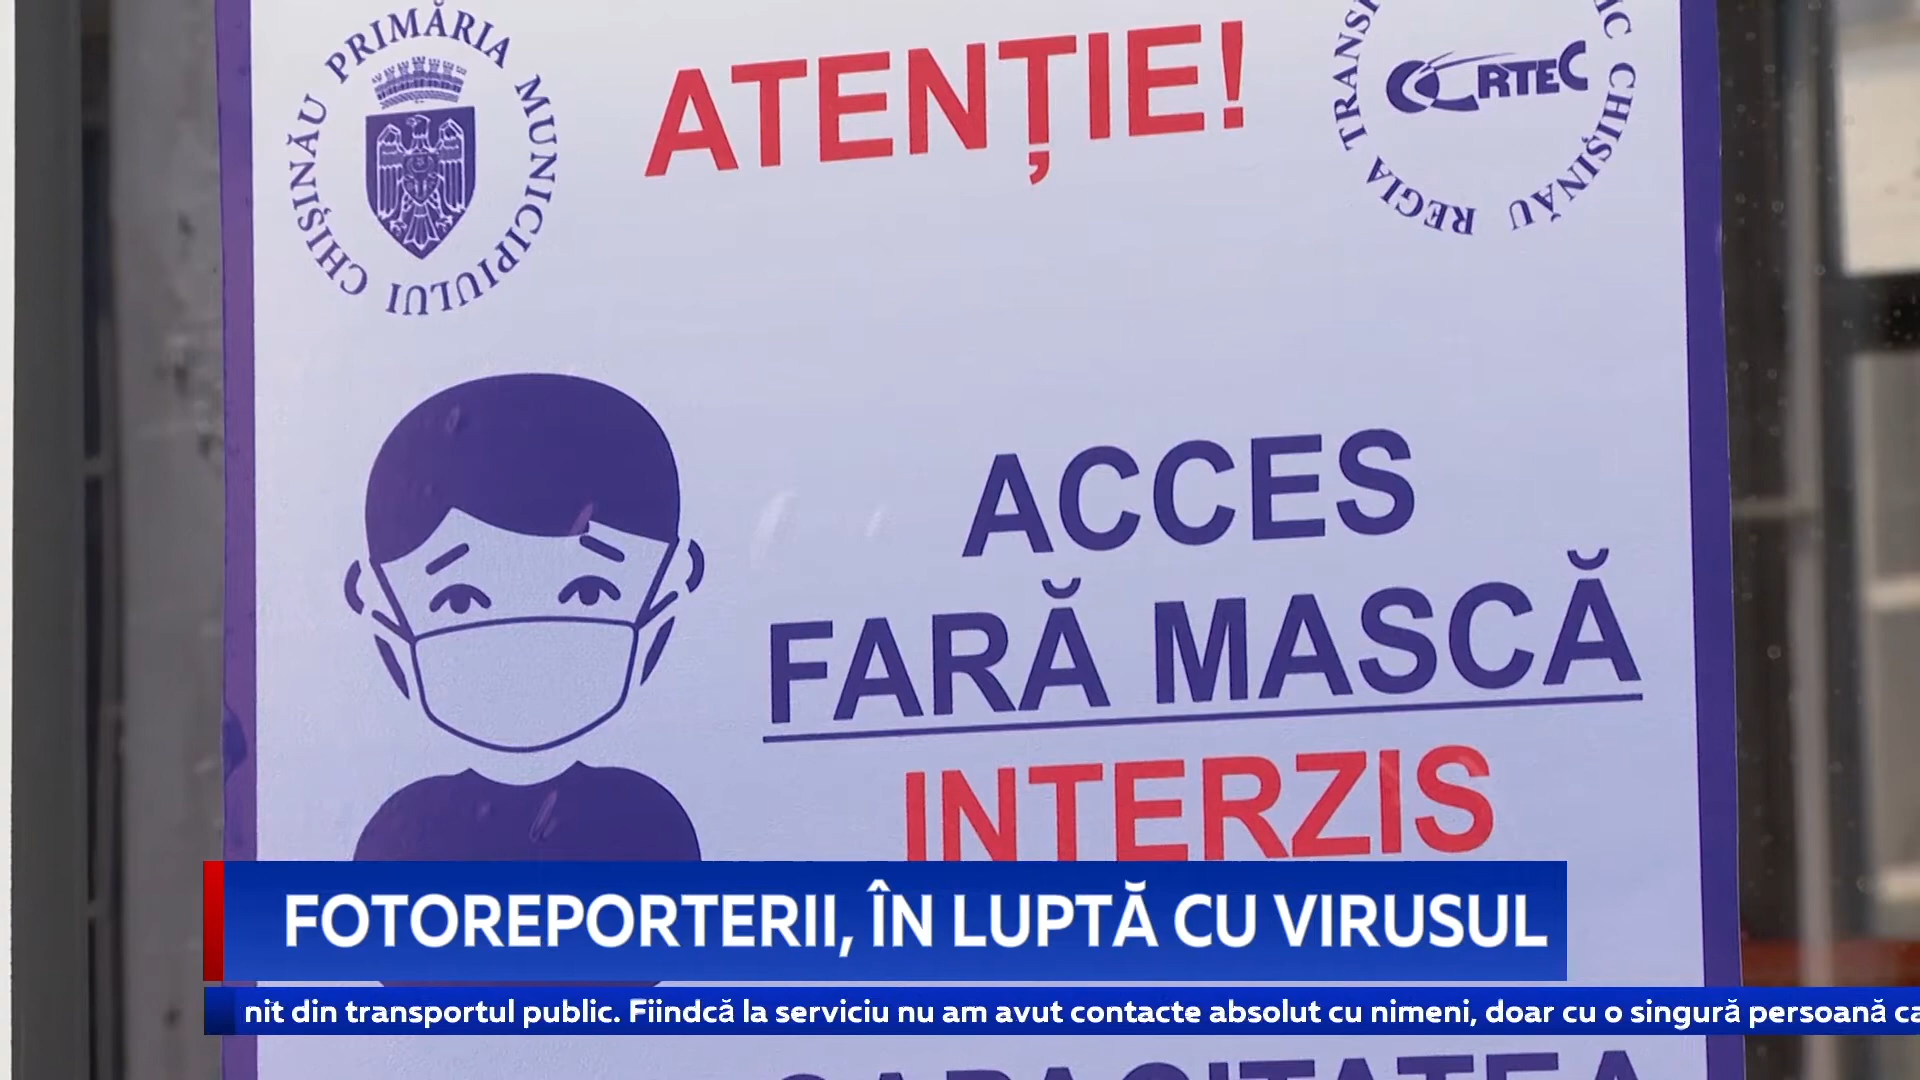 PRIMĂRIA MUNICIPIULUI CHIȘINĂU
ATENȚIE!
REGIA
CHIȘINĂU
RTEC
ACCES
FARĂ MASCĂ
INTERZIS
FOTOREPORTERII, ÎN LUPTĂ CU VIRUSUL
nit din transportul public. Fiindcă la serviciu nu am avut contacte absolut cu nimeni, doar cu o singură persoană ca
CAPACITATEA